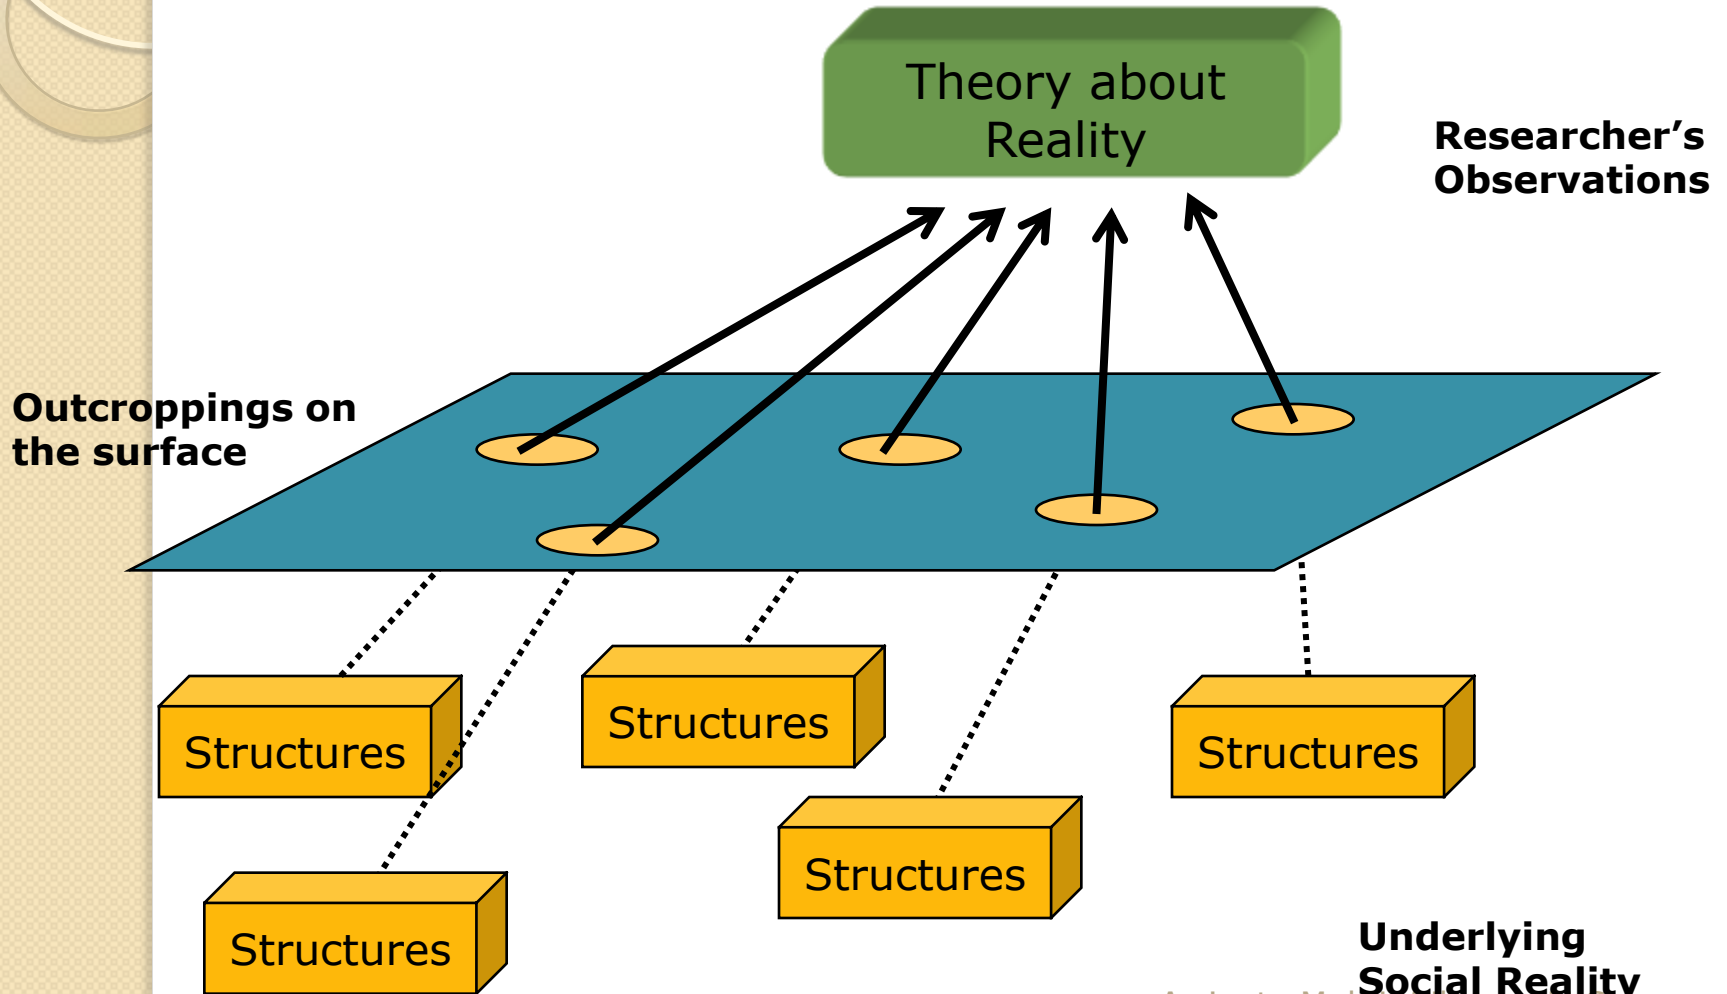 Theory about
Reality
Researcher’s
Observations
Outcroppings on
the surface
Structures
Structures
Structures
Structures
Structures
Underlying
Social Reality